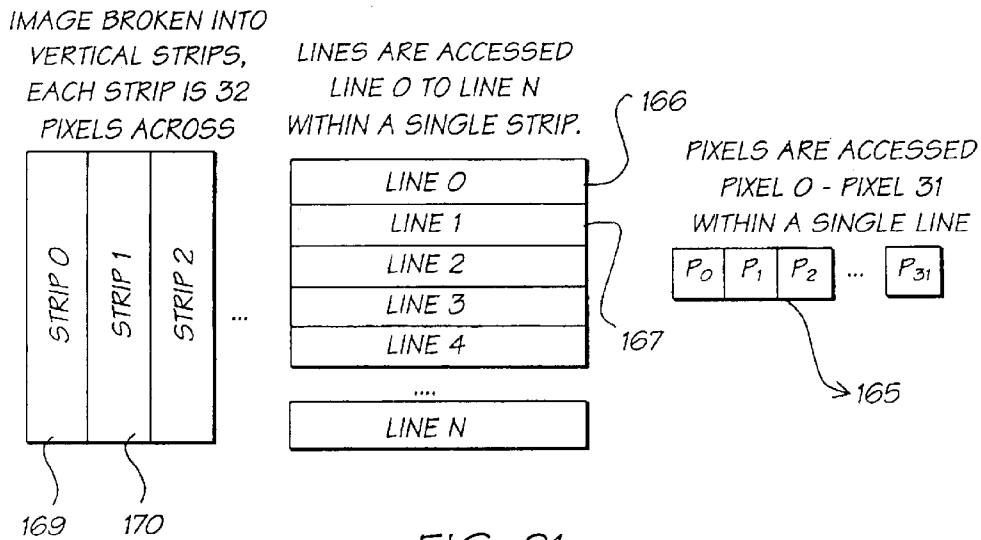 IMAGE BROKEN INTO
VERTICAL STRIPS,
EACH STRIP IS 32
PIXELS ACROSS
STRIP 0
STRIP 1
STRIP 2
...
169
170
LINES ARE ACCESSED
LINE 0 TO LINE N
WITHIN A SINGLE STRIP.
166
LINE 0
LINE 1
LINE 2
LINE 3
LINE 4
167
....
LINE N
PIXELS ARE ACCESSED
PIXEL 0 - PIXEL 31
WITHIN A SINGLE LINE
P0 P1 P2 ... P31
165